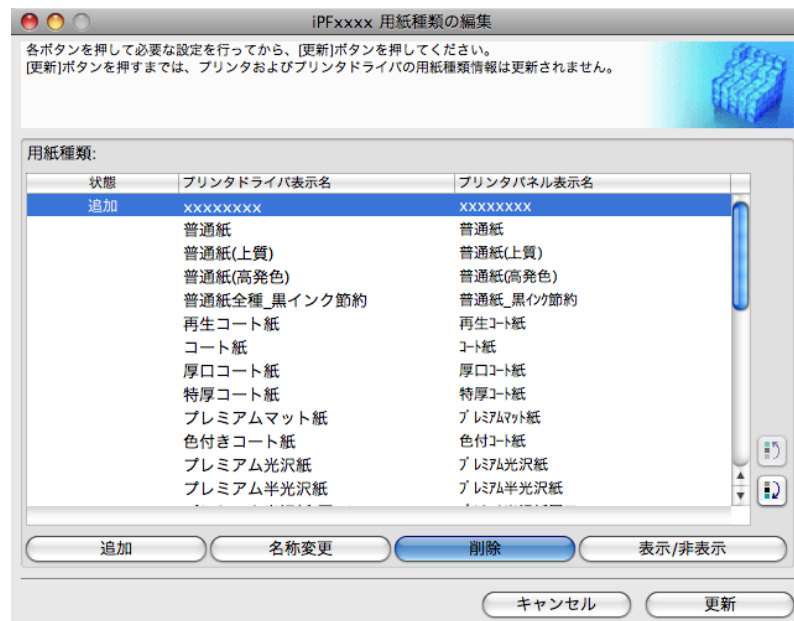 iPFxxxx 用紙種類の編集
各ボタンを押して必要な設定を行ってから、[更新]ボタンを押してください。
[更新]ボタンを押すまでは、プリンタおよびプリンタドライバの用紙種類情報は更新されません。
用紙種類:
状態 プリンタドライバ表示名 プリンタパネル表示名
追加 xxxxxxxx xxxxxxxx
普通紙 普通紙
普通紙(上質) 普通紙(上質)
普通紙(高発色) 普通紙(高発色)
普通紙全種_黒インク節約 普通紙_黒ｲﾝｸ節約
再生コート紙 再生ｺｰﾄ紙
コート紙 ｺｰﾄ紙
厚口コート紙 厚口ｺｰﾄ紙
特厚コート紙 特厚ｺｰﾄ紙
プレミアムマット紙 ﾌﾟﾚﾐｱﾑﾏｯﾄ紙
色付きコート紙 色付ｺｰﾄ紙
プレミアム光沢紙 ﾌﾟﾚﾐｱﾑ光沢紙
プレミアム半光沢紙 ﾌﾟﾚﾐｱﾑ半光沢紙
追加 名称変更 削除 表示/非表示
キャンセル 更新